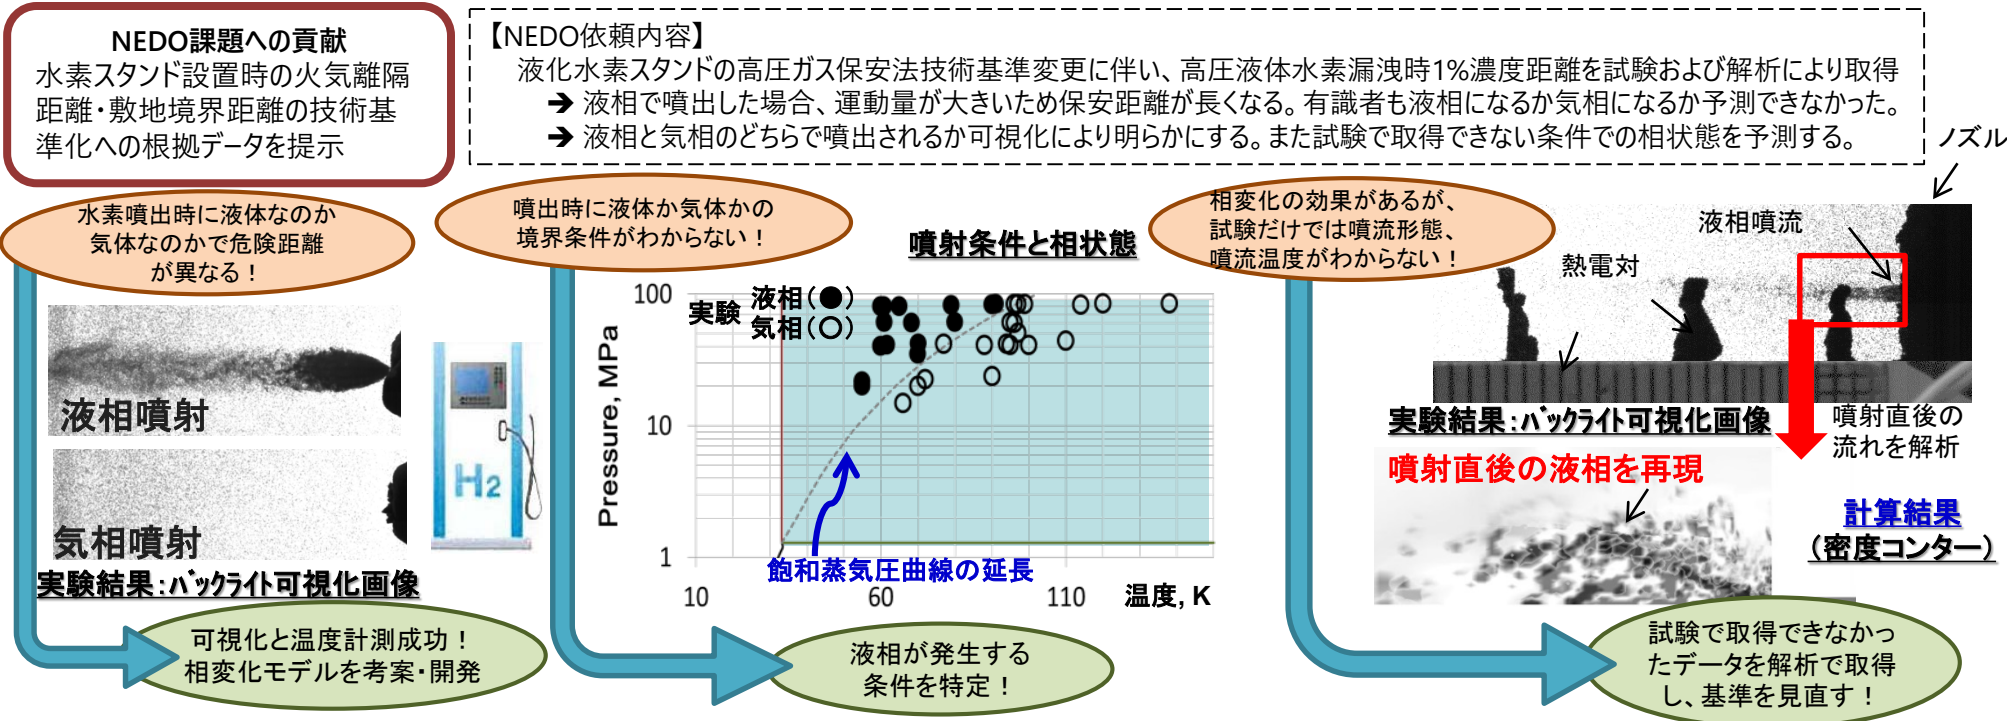 NEDO課題への貢献
水素スタンド設置時の火気離隔
距離・敷地境界距離の技術基
準化への根拠データを提示
【NEDO依頼内容】
液化水素スタンドの高圧ガス保安法技術基準変更に伴い、高圧液体水素漏洩時1%濃度距離を試験および解析により取得
➔ 液相で噴出した場合、運動量が大きいため保安距離が長くなる。有識者も液相になるか気相になるか予測できなかった。
➔ 液相と気相のどちらで噴出されるか可視化により明らかにする。また試験で取得できない条件での相状態を予測する。
水素噴出時に液体なのか
気体なのかで危険距離
が異なる！
液相噴射
気相噴射
実験結果：バックライト可視化画像
可視化と温度計測成功！
相変化モデルを考案・開発
H2
噴出時に液体か気体かの
境界条件がわからない！
噴射条件と相状態
実験
液相（●）
気相（○）
Pressure, MPa
100
10
1
10
60
110
温度, K
飽和蒸気圧曲線の延長
液相が発生する
条件を特定！
相変化の効果があるが、
試験だけでは噴流形態、
噴流温度がわからない！
ノズル
液相噴流
熱電対
実験結果：バックライト可視化画像
噴射直後の
流れを解析
噴射直後の液相を再現
計算結果
（密度コンター）
試験で取得できなかっ
たデータを解析で取得
し、基準を見直す！